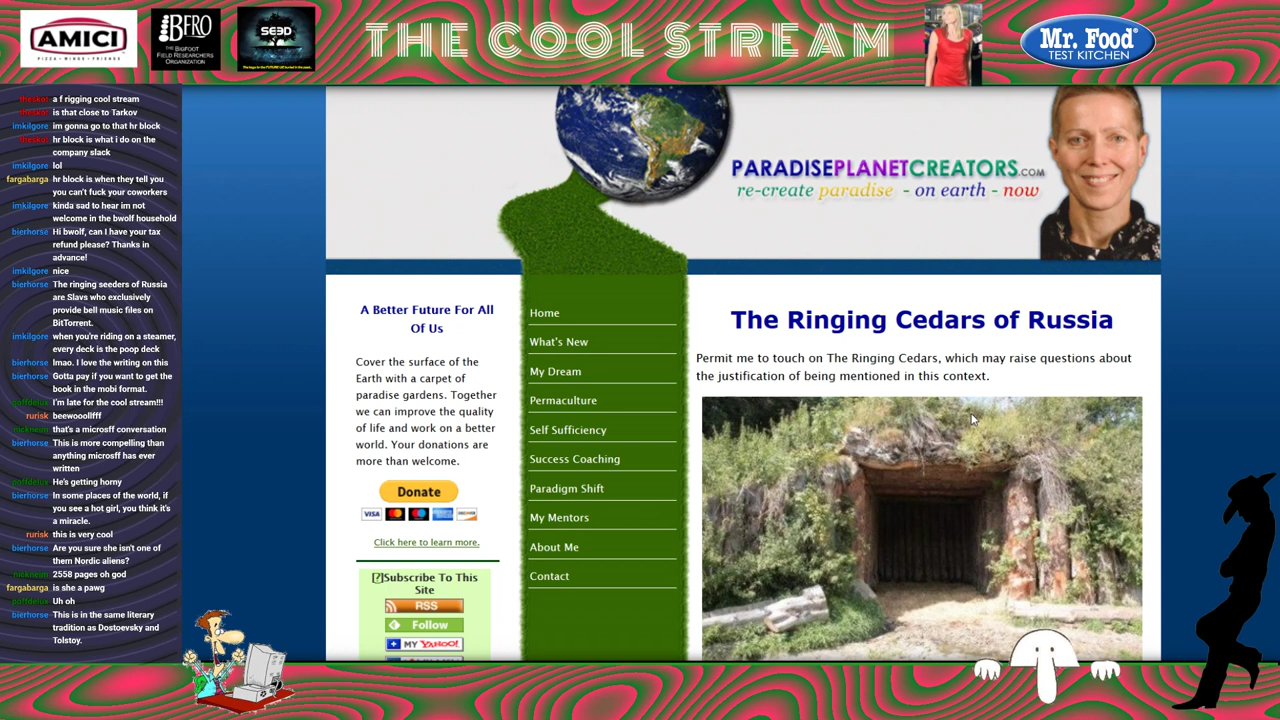 AMICI
PIZZA • WINGS • FRIENDS
BFRO
THE BIGFOOT
FIELD RESEARCHERS
ORGANIZATION
SEED
THE COOL STREAM
Mr. Food®
TEST KITCHEN
theskot a f rigging cool stream
theskot is that close to Tarkov
imkilgore im gonna go to that hr block
theskot hr block is what i do on the
company slack
imkilgore lol
fargabarga hr block is when they tell you
you can't fuck your coworkers
imkilgore kinda sad to hear im not
welcome in the bwolf household
bierhorse Hi bwolf, can I have your tax
refund please? Thanks in
advance!
imkilgore nice
bierhorse The ringing seeders of Russia
are Slavs who exclusively
provide bell music files on
BitTorrent.
imkilgore when you're riding on a steamer,
every deck is the poop deck
bierhorse lmao. I love the writing on this
bierhorse Gotta pay if you want to get the
book in the mobi format.
I'm late for the cool stream!!!
rurisk beewooollfff
that's a microsff conversation
bierhorse This is more compelling than
anything microsff has ever
written
He's getting horny
bierhorse In some places of the world, if
you see a hot girl, you think it's
a miracle.
rurisk this is very cool
bierhorse Are you sure she isn't one of
them Nordic aliens?
2558 pages oh god
fargabarga is she a pawg
Uh oh
bierhorse This is in the same literary
tradition as Dostoevsky and
Tolstoy.
PARADISEPLANETCREATORS.COM
re-create paradise - on earth - now
A Better Future For All
Of Us
Cover the surface of the
Earth with a carpet of
paradise gardens. Together
we can improve the quality
of life and work on a better
world. Your donations are
more than welcome.
Donate
VISA
Click here to learn more.
[?]Subscribe To This
Site
RSS
Follow
MY YAHOO!
Home
What's New
My Dream
Permaculture
Self Sufficiency
Success Coaching
Paradigm Shift
My Mentors
About Me
Contact
The Ringing Cedars of Russia
Permit me to touch on The Ringing Cedars, which may raise questions about
the justification of being mentioned in this context.